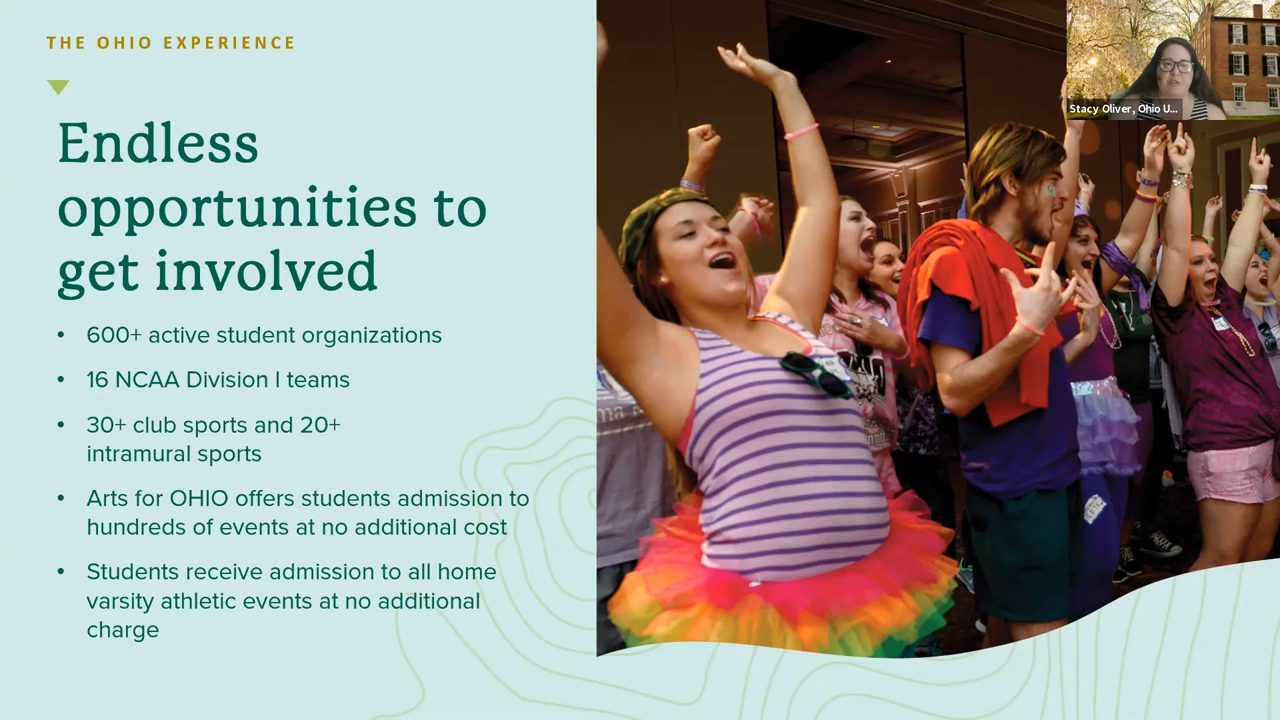 THE OHIO EXPERIENCE
Endless
opportunities to
get involved
• 600+ active student organizations
• 16 NCAA Division I teams
• 30+ club sports and 20+
intramural sports
• Arts for OHIO offers students admission to
hundreds of events at no additional cost
• Students receive admission to all home
varsity athletic events at no additional
charge
Stacy Oliver, Ohio U...